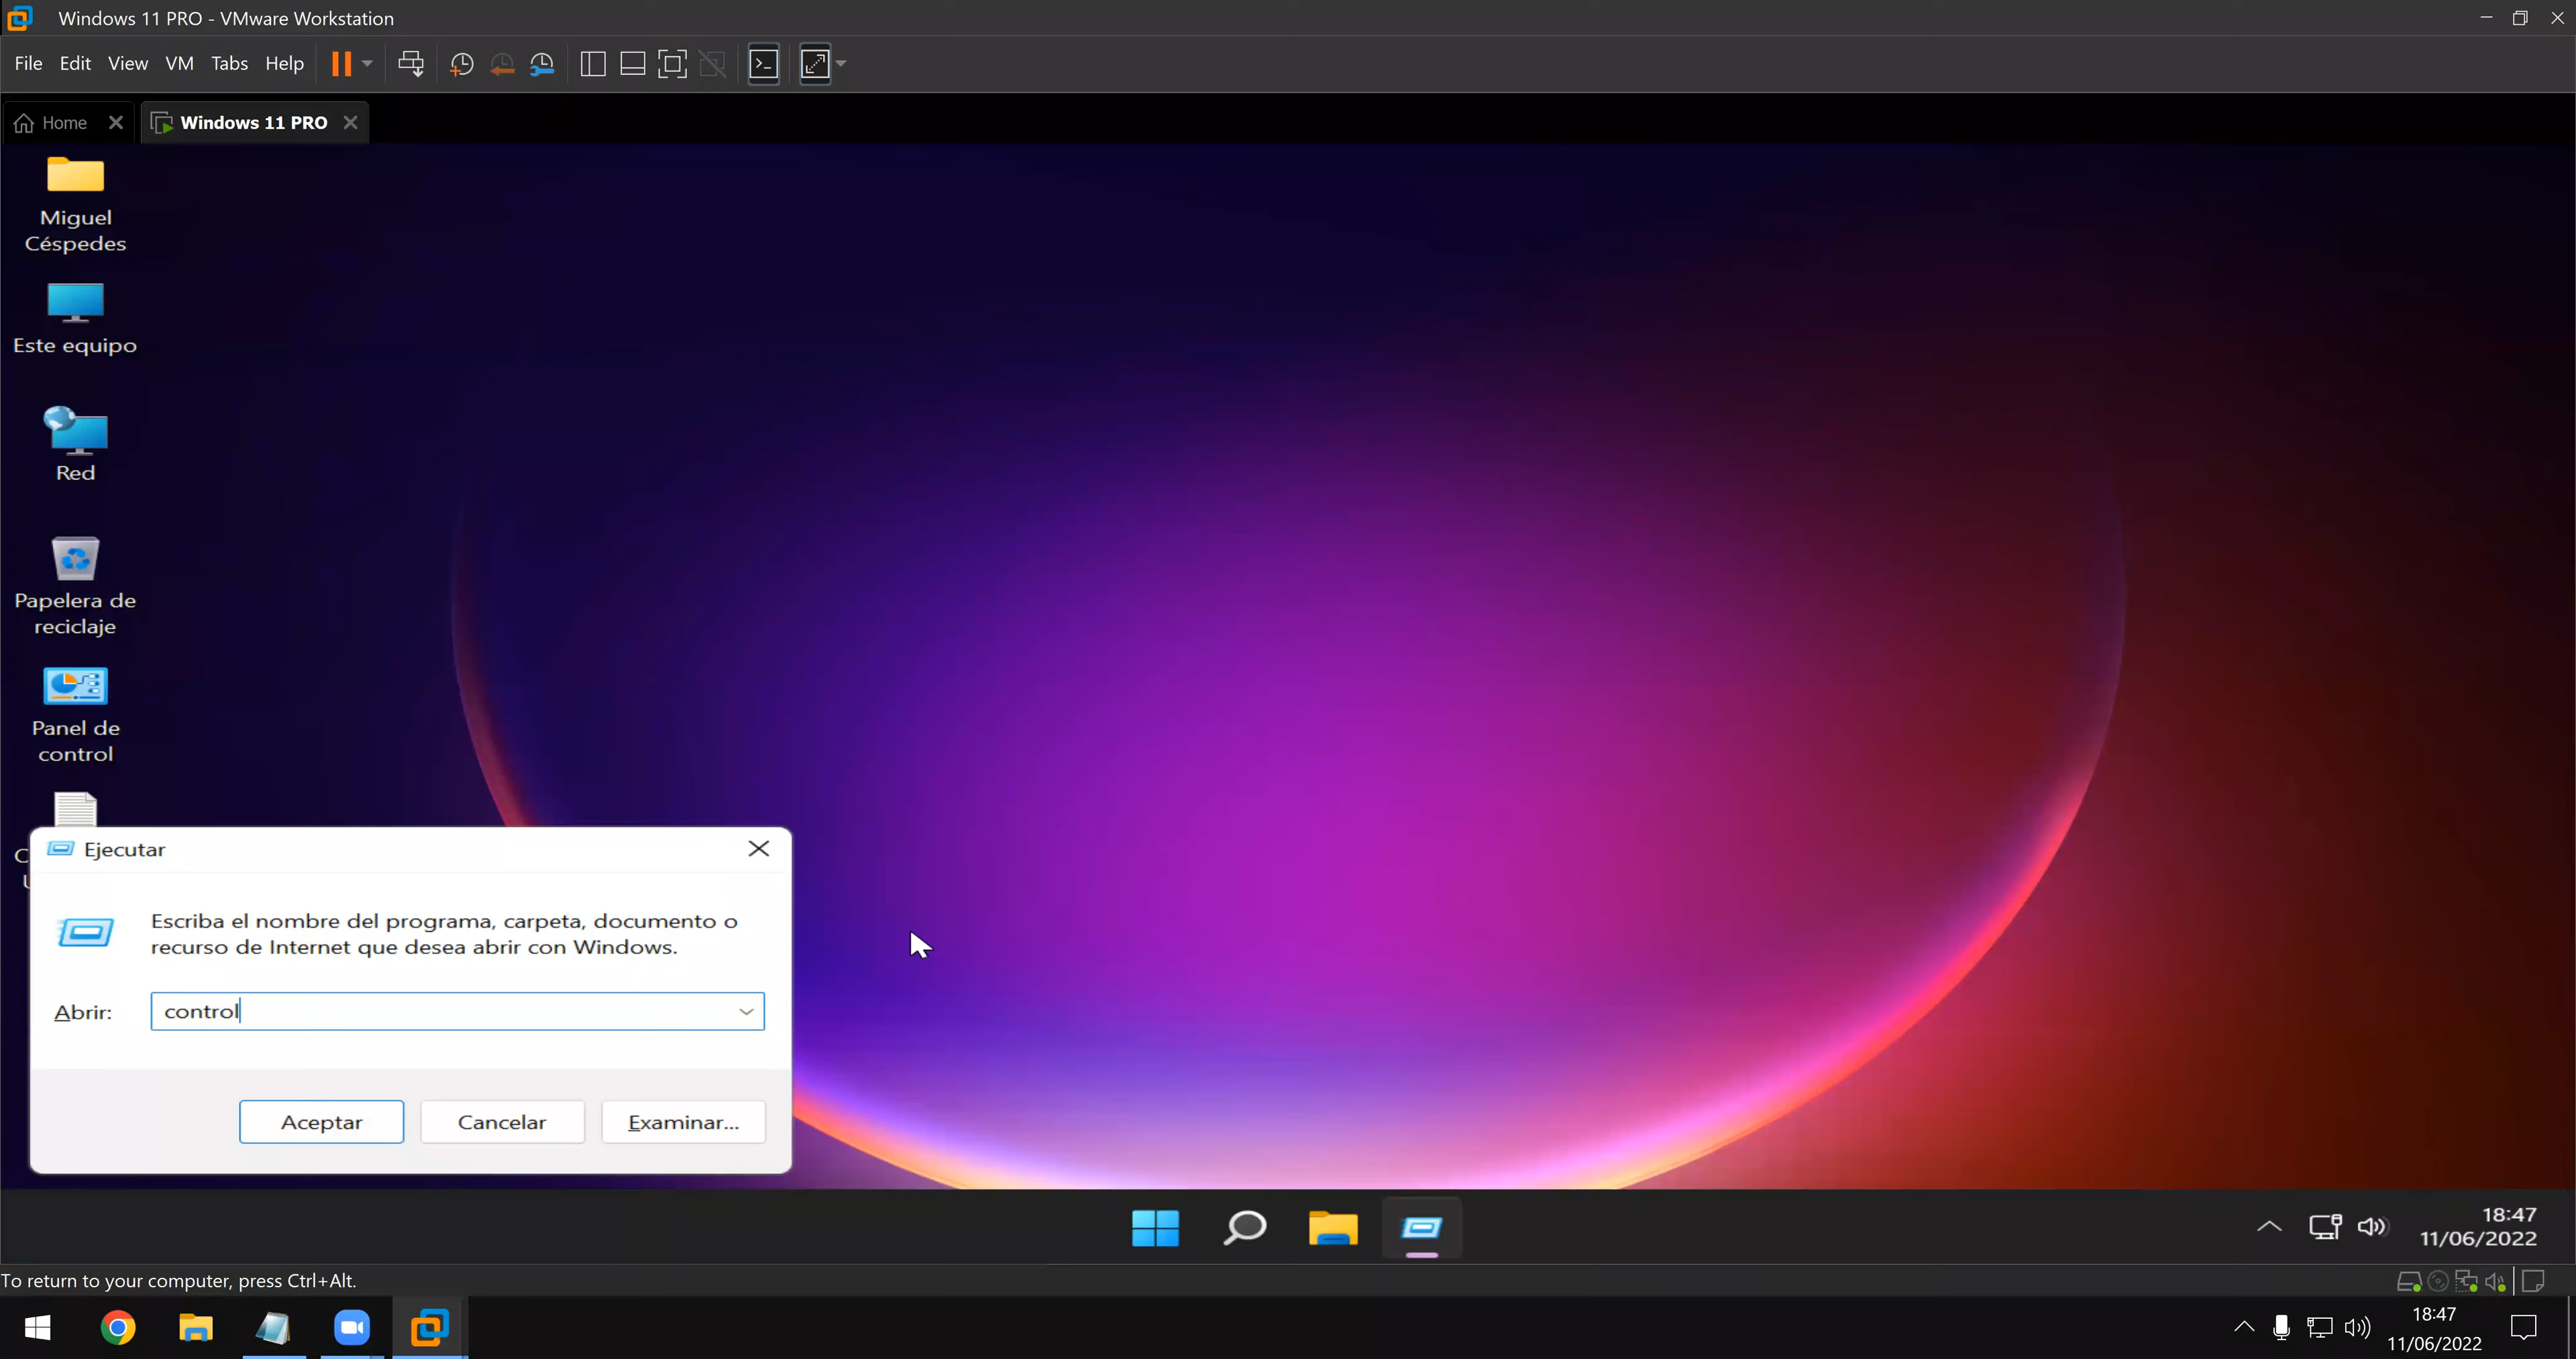 Windows 11 PRO - VMware Workstation
File Edit View VM Tabs Help
Home Windows 11 PRO
Miguel
Céspedes
Este equipo
Red
Papelera de
reciclaje
Panel de
control
Ejecutar
Escriba el nombre del programa, carpeta, documento o
recurso de Internet que desea abrir con Windows.
Abrir: control
Aceptar Cancelar Examinar...
18:47
11/06/2022
To return to your computer, press Ctrl+Alt.
18:47
11/06/2022